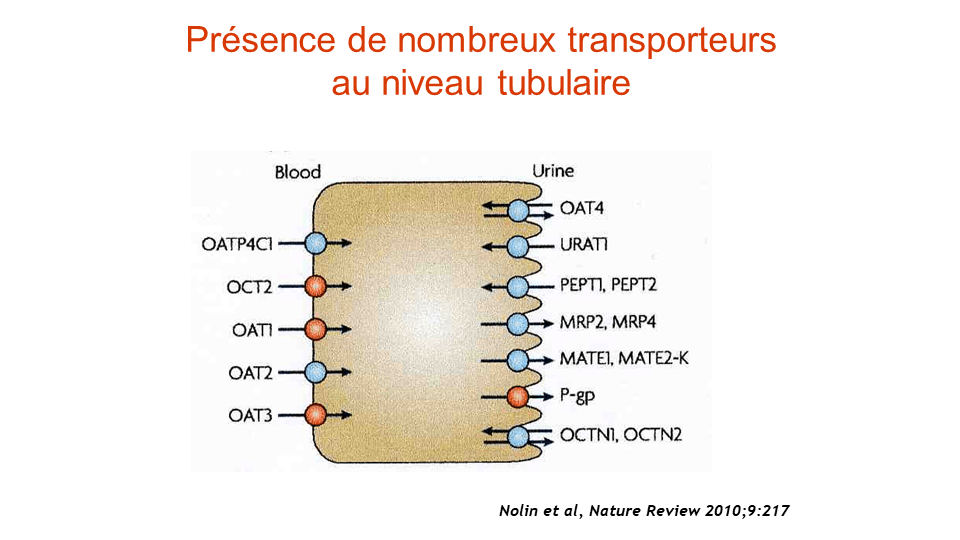 Présence de nombreux transporteurs
au niveau tubulaire
Blood
Urine
OATP4C1
OCT2
OAT1
OAT2
OAT3
OAT4
URAT1
PEPT1, PEPT2
MRP2, MRP4
MATE1, MATE2-K
P-gp
OCTN1, OCTN2
Nolin et al, Nature Review 2010;9:217